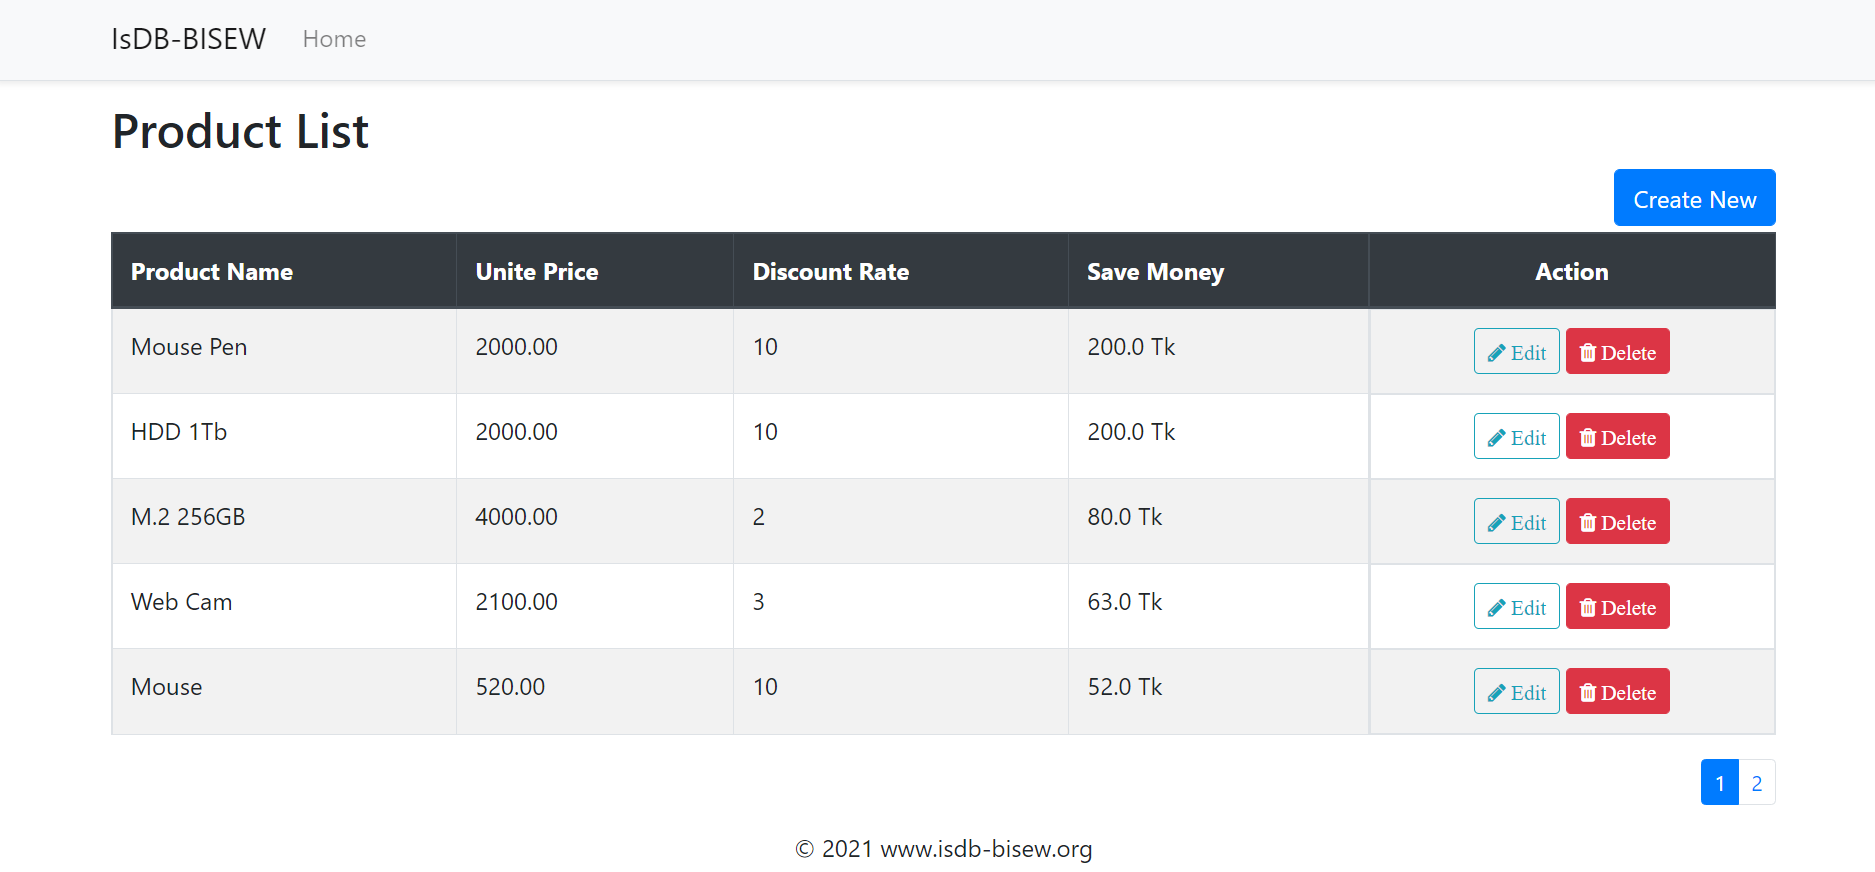 IsDB-BISEW Home
Product List
Create New
Product Name Unite Price Discount Rate Save Money Action
Mouse Pen 2000.00 10 200.0 Tk Edit Delete
HDD 1Tb 2000.00 10 200.0 Tk Edit Delete
M.2 256GB 4000.00 2 80.0 Tk Edit Delete
Web Cam 2100.00 3 63.0 Tk Edit Delete
Mouse 520.00 10 52.0 Tk Edit Delete
1 2
© 2021 www.isdb-bisew.org